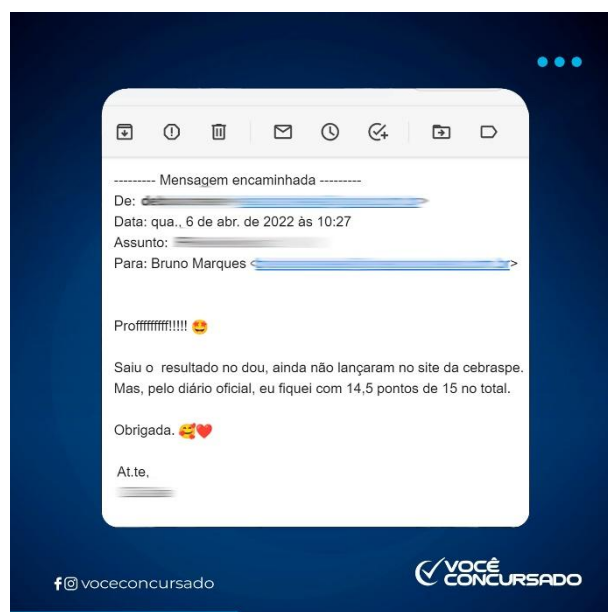 --------- Mensagem encaminhada ---------
De:
Data: qua., 6 de abr. de 2022 às 10:27
Assunto:
Para: Bruno Marques < >
Proffffffffff!!!!! 🤩
Saiu o resultado no dou, ainda não lançaram no site da cebraspe.
Mas, pelo diário oficial, eu fiquei com 14,5 pontos de 15 no total.
Obrigada. 🥰❤️
At.te,
voceconcursado
VOCÊ
CONCURSADO